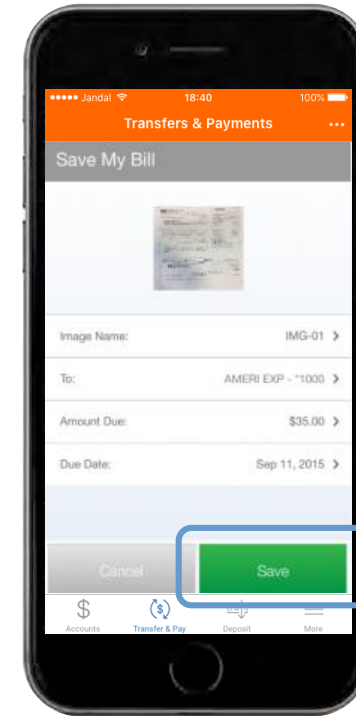 Jandal 18:40 100%
Transfers & Payments
Save My Bill
Image Name: IMG-01
To: AMERI EXP - *1000
Amount Due: $35.00
Due Date: Sep 11, 2015
Cancel Save
Accounts Transfer & Pay Deposit More